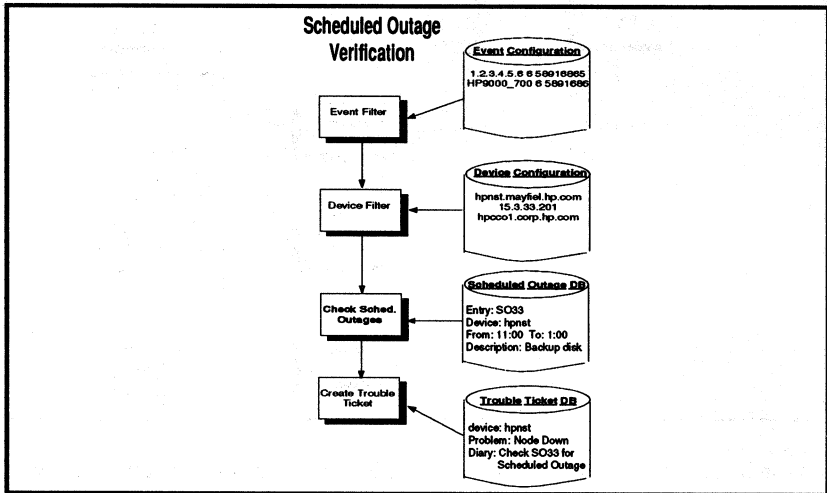 Scheduled Outage
Verification
Event Configuration
1.2.3.4.5.6 6 58916865
HP9000_700 6 5891686
Event Filter
Device Configuration
hpnst.mayfiel.hp.com
15.3.33.201
hpcco1.corp.hp.com
Device Filter
Scheduled Outage DB
Entry: SO33
Device: hpnst
From: 11:00 To: 1:00
Description: Backup disk
Check Sched.
Outages
Create Trouble
Ticket
Trouble Ticket DB
device: hpnst
Problem: Node Down
Diary: Check SO33 for
Scheduled Outage